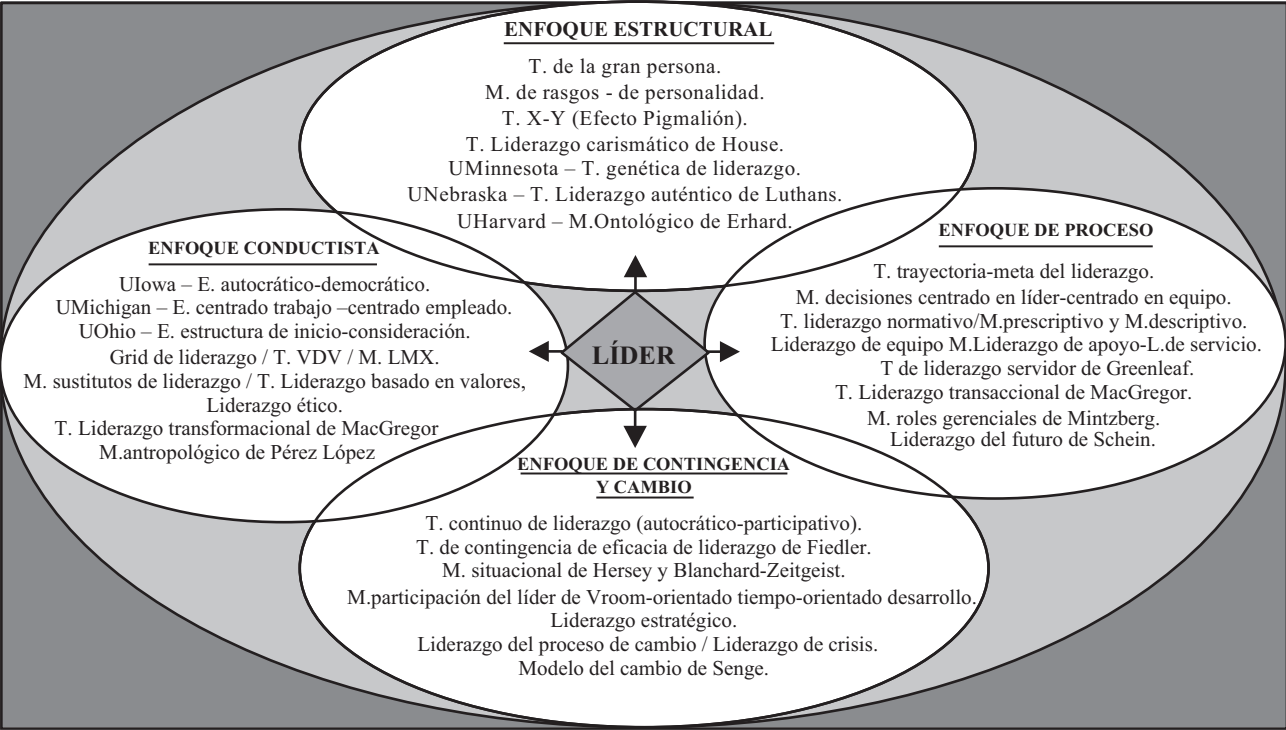 ENFOQUE ESTRUCTURAL
T. de la gran persona.
M. de rasgos - de personalidad.
T. X-Y (Efecto Pigmalión).
T. Liderazgo carismático de House.
UMinnesota – T. genética de liderazgo.
UNebraska – T. Liderazgo auténtico de Luthans.
UHarvard – M.Ontológico de Erhard.
ENFOQUE CONDUCTISTA
UIowa – E. autocrático-democrático.
UMichigan – E. centrado trabajo –centrado empleado.
UOhio – E. estructura de inicio-consideración.
Grid de liderazgo / T. VDV / M. LMX.
M. sustitutos de liderazgo / T. Liderazgo basado en valores,
Liderazgo ético.
T. Liderazgo transformacional de MacGregor
M.antropológico de Pérez López
LÍDER
ENFOQUE DE PROCESO
T. trayectoria-meta del liderazgo.
M. decisiones centrado en líder-centrado en equipo.
T. liderazgo normativo/M.prescriptivo y M.descriptivo.
Liderazgo de equipo M.Liderazgo de apoyo-L.de servicio.
T de liderazgo servidor de Greenleaf.
T. Liderazgo transaccional de MacGregor.
M. roles gerenciales de Mintzberg.
Liderazgo del futuro de Schein.
ENFOQUE DE CONTINGENCIA
Y CAMBIO
T. continuo de liderazgo (autocrático-participativo).
T. de contingencia de eficacia de liderazgo de Fiedler.
M. situacional de Hersey y Blanchard-Zeitgeist.
M.participación del líder de Vroom-orientado tiempo-orientado desarrollo.
Liderazgo estratégico.
Liderazgo del proceso de cambio / Liderazgo de crisis.
Modelo del cambio de Senge.